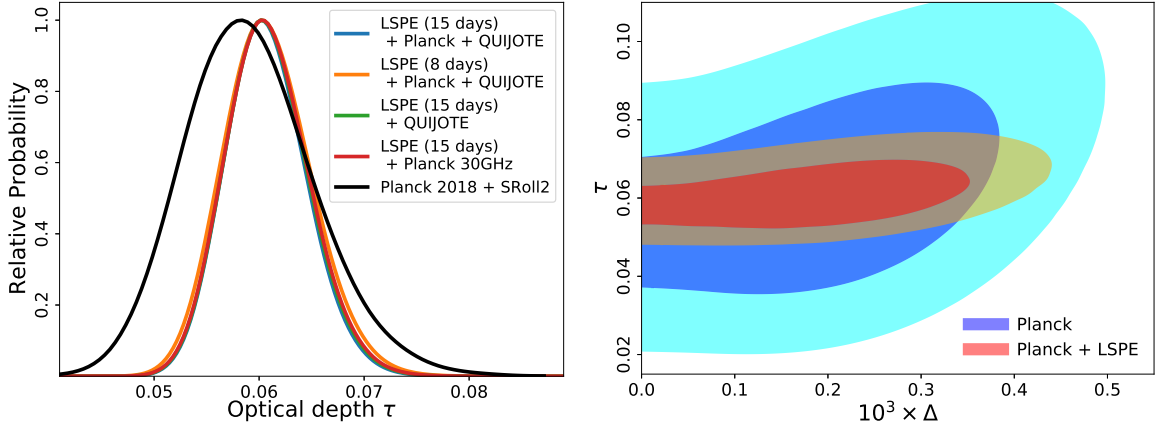 1.0
0.8
0.6
0.4
0.2
Relative Probability
LSPE (15 days)
+ Planck + QUIJOTE
LSPE (8 days)
+ Planck + QUIJOTE
LSPE (15 days)
+ QUIJOTE
LSPE (15 days)
+ Planck 30GHz
Planck 2018 + SRoll2
0.05 0.06 0.07 0.08
Optical depth τ
0.10
0.08
0.06
0.04
0.02
τ
Planck
Planck + LSPE
0.0 0.1 0.2 0.3 0.4 0.5
10³ × Δ